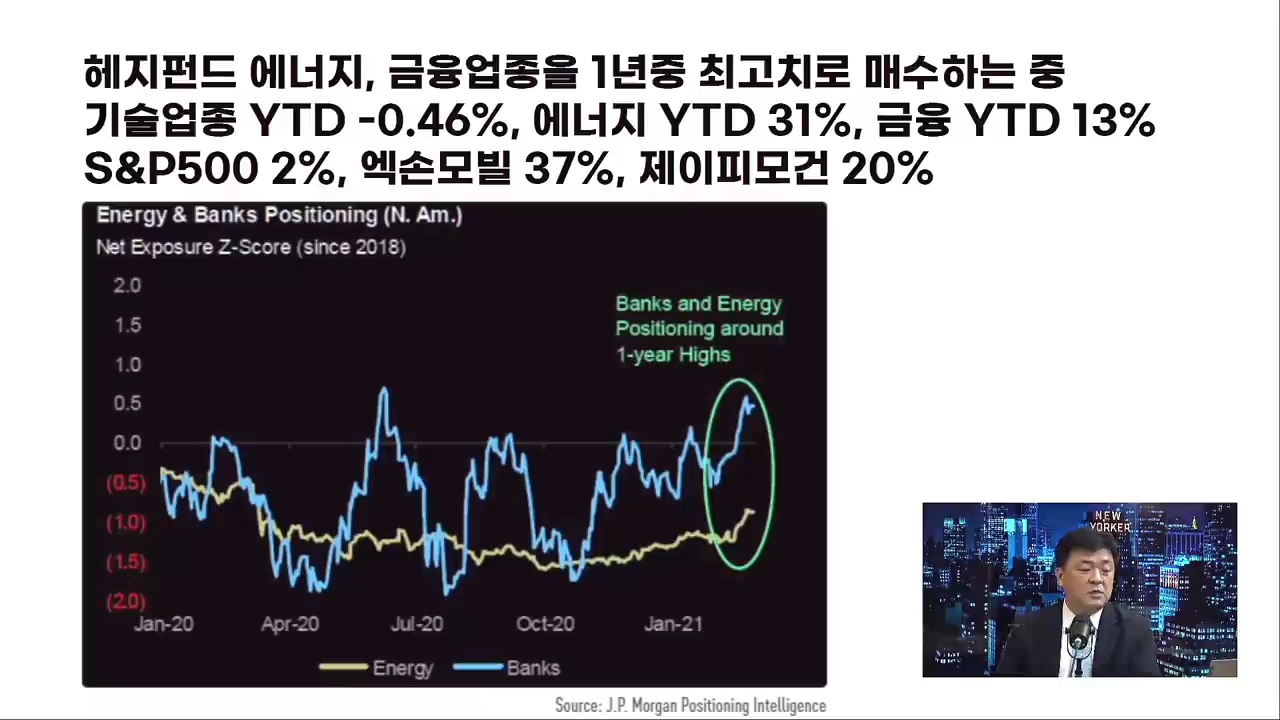 헤지펀드 에너지, 금융업종을 1년중 최고치로 매수하는 중
기술업종 YTD -0.46%, 에너지 YTD 31%, 금융 YTD 13%
S&P500 2%, 엑손모빌 37%, 제이피모건 20%
Energy & Banks Positioning (N. Am.)
Net Exposure Z-Score (since 2018)
2.0
1.5
1.0
0.5
0.0
(0.5)
(1.0)
(1.5)
(2.0)
Banks and Energy
Positioning around
1-year Highs
Jan-20 Apr-20 Jul-20 Oct-20 Jan-21
Energy Banks
NEW
YORKER
Source: J.P. Morgan Positioning Intelligence